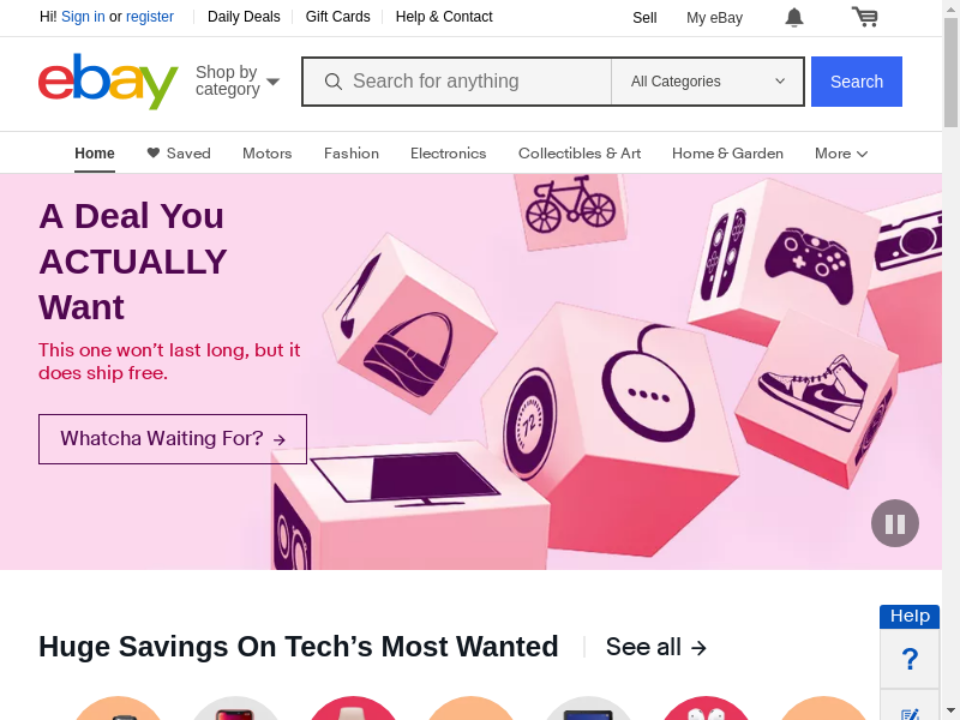 Hi! Sign in or register
Daily Deals
Gift Cards
Help & Contact
Sell
My eBay
ebay
Shop by
category
Search for anything
All Categories
Search
Home
Saved
Motors
Fashion
Electronics
Collectibles & Art
Home & Garden
More
A Deal You
ACTUALLY
Want
This one won’t last long, but it
does ship free.
Whatcha Waiting For? →
72
Huge Savings On Tech’s Most Wanted
See all →
Help
?